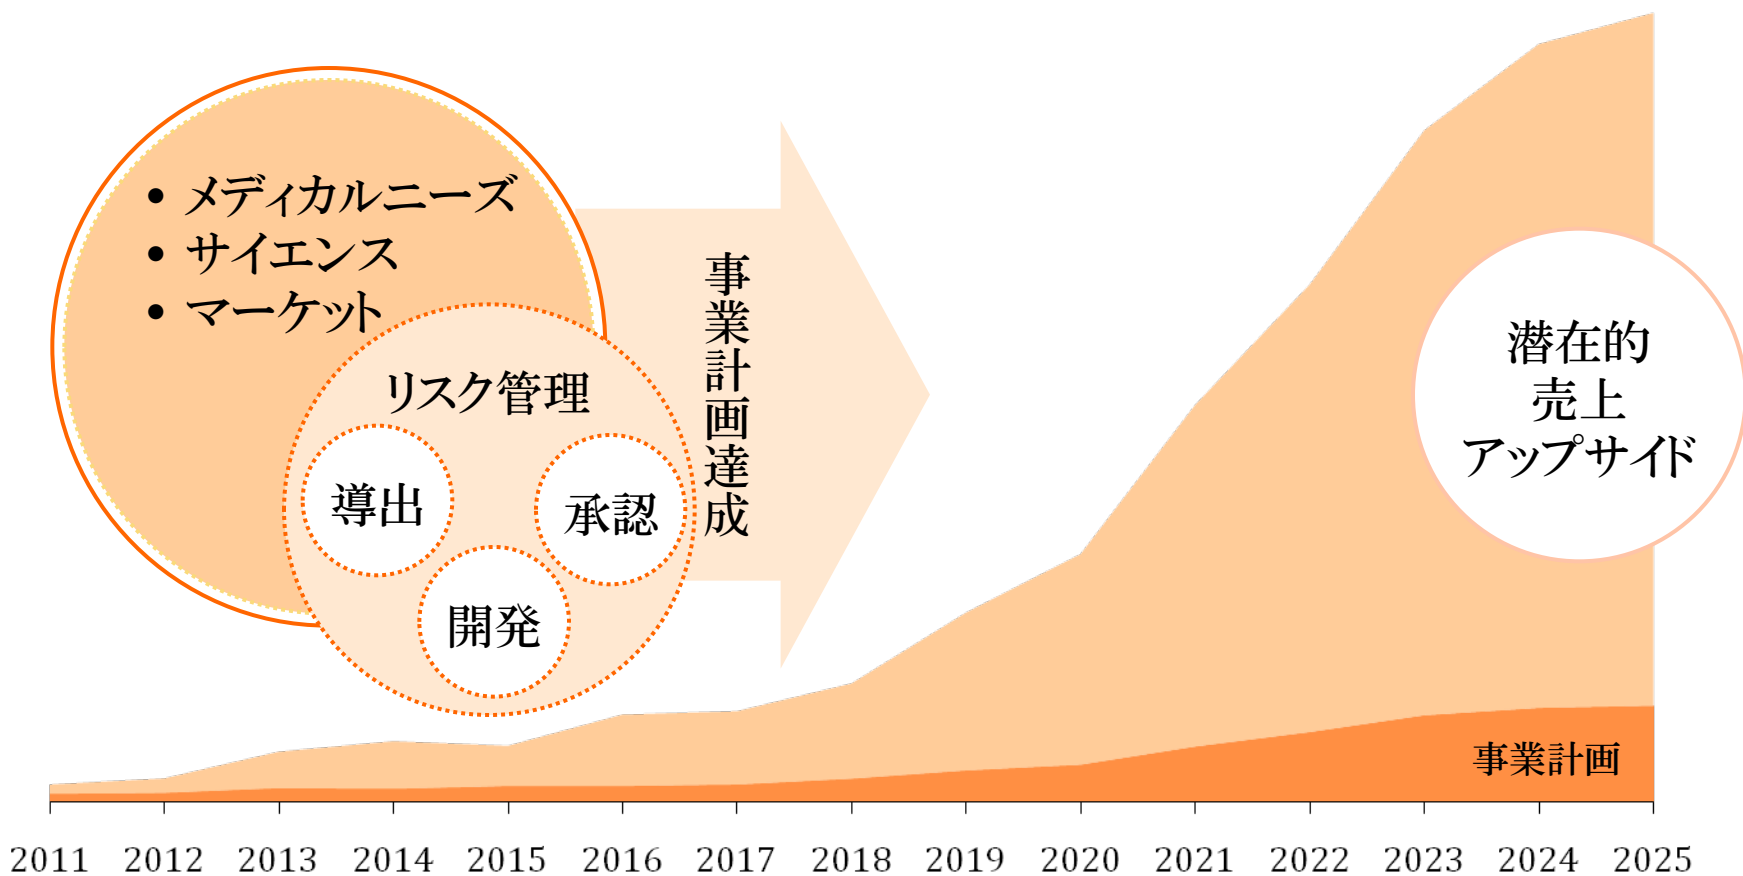 • メディカルニーズ
• サイエンス
• マーケット
リスク管理
導出
承認
開発
事業計画達成
潜在的
売上
アップサイド
事業計画
2011 2012 2013 2014 2015 2016 2017 2018 2019 2020 2021 2022 2023 2024 2025